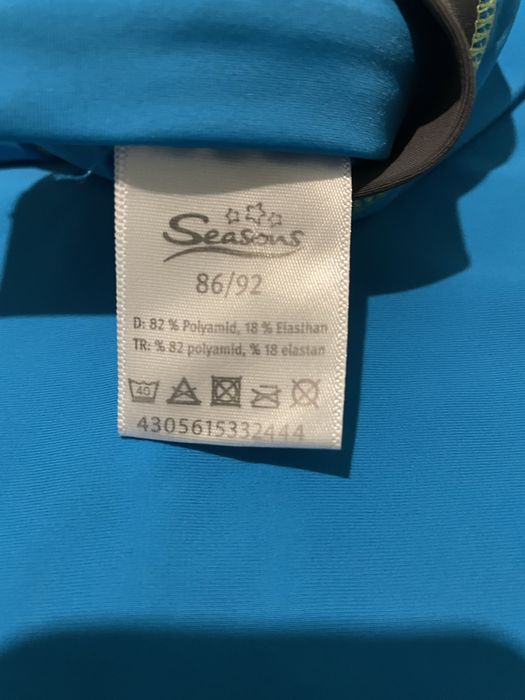 Seasons
86/92
D: 82 % Polyamid, 18 % Elasthan
TR: % 82 polyamid, % 18 elastan
40
4305615332444